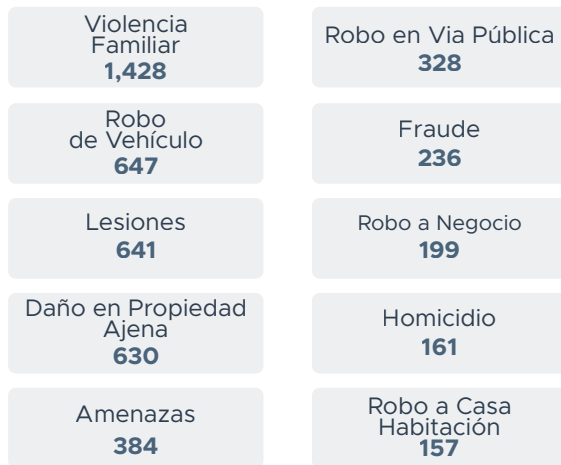 Violencia
Familiar
1,428
Robo
de Vehículo
647
Lesiones
641
Daño en Propiedad
Ajena
630
Amenazas
384
Robo en Via Pública
328
Fraude
236
Robo a Negocio
199
Homicidio
161
Robo a Casa
Habitación
157